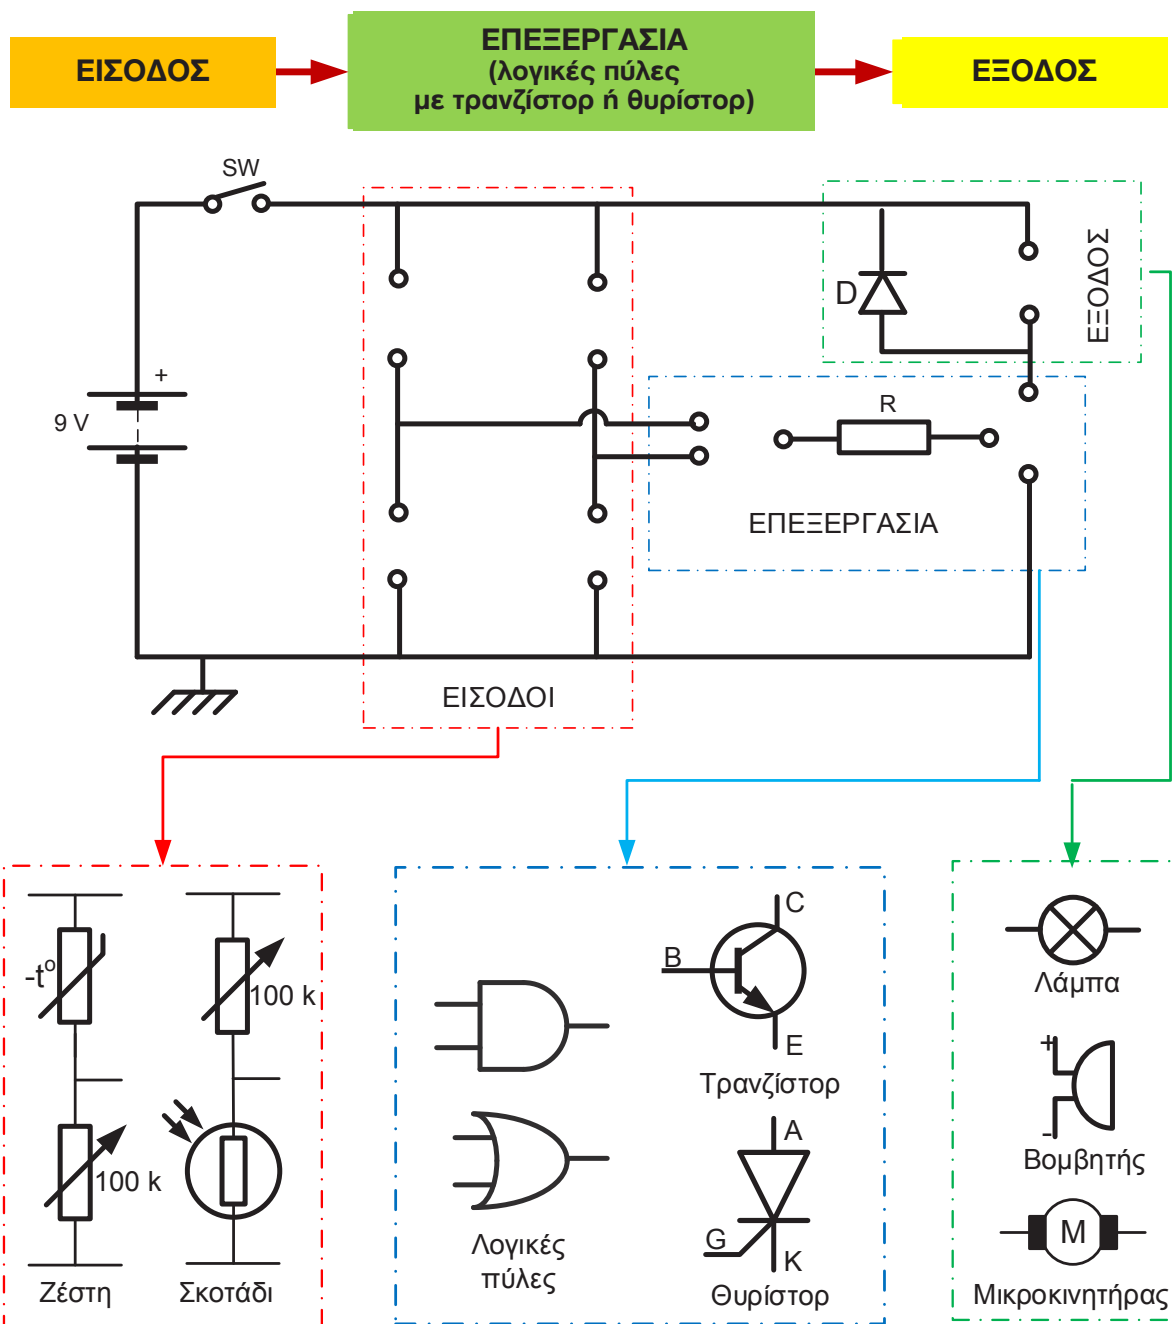 ΕΙΣΟΔΟΣ
ΕΠΕΞΕΡΓΑΣΙΑ
(λογικές πύλες
με τρανζίστορ ή θυρίστορ)
ΕΞΟΔΟΣ
SW
+
9 V
D
ΕΞΟΔΟΣ
R
ΕΠΕΞΕΡΓΑΣΙΑ
ΕΙΣΟΔΟΙ
-tº
100 k
100 k
Ζέστη
Σκοτάδι
Λογικές
πύλες
C
B
E
Τρανζίστορ
A
G
K
Θυρίστορ
Λάμπα
+
-
Βομβητής
M
Μικροκινητήρας